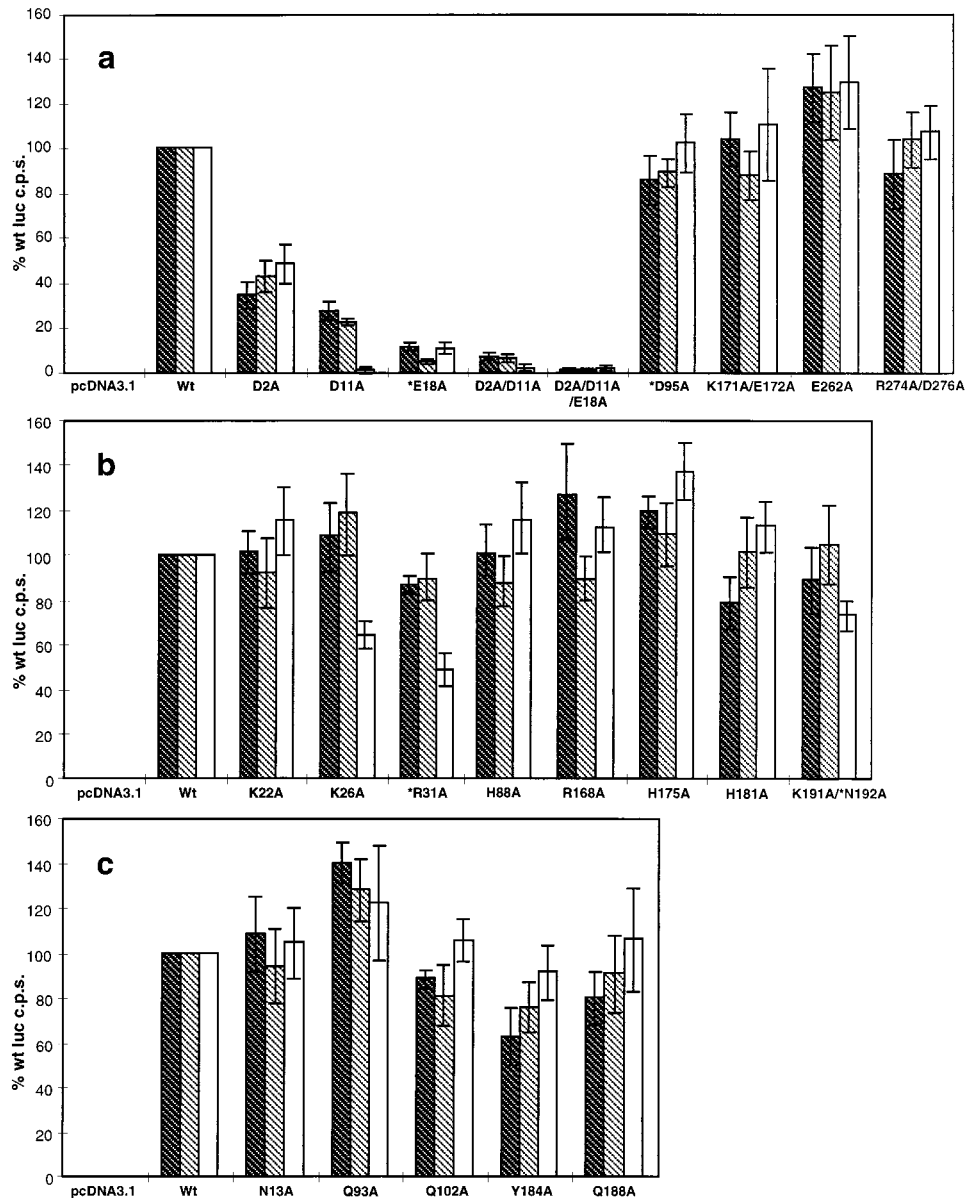 160
a
140
120
100
80
60
40
20
0
% wt luc c.p.s.
pcDNA3.1 Wt D2A D11A *E18A D2A/D11A D2A/D11A *D95A K171A/E172A E262A R274A/D276A
/E18A
160
b
140
120
100
80
60
40
20
0
% wt luc c.p.s.
pcDNA3.1 Wt K22A K26A *R31A H88A R168A H175A H181A K191A/*N192A
160
c
140
120
100
80
60
40
20
0
% wt luc c.p.s.
pcDNA3.1 Wt N13A Q93A Q102A Y184A Q188A